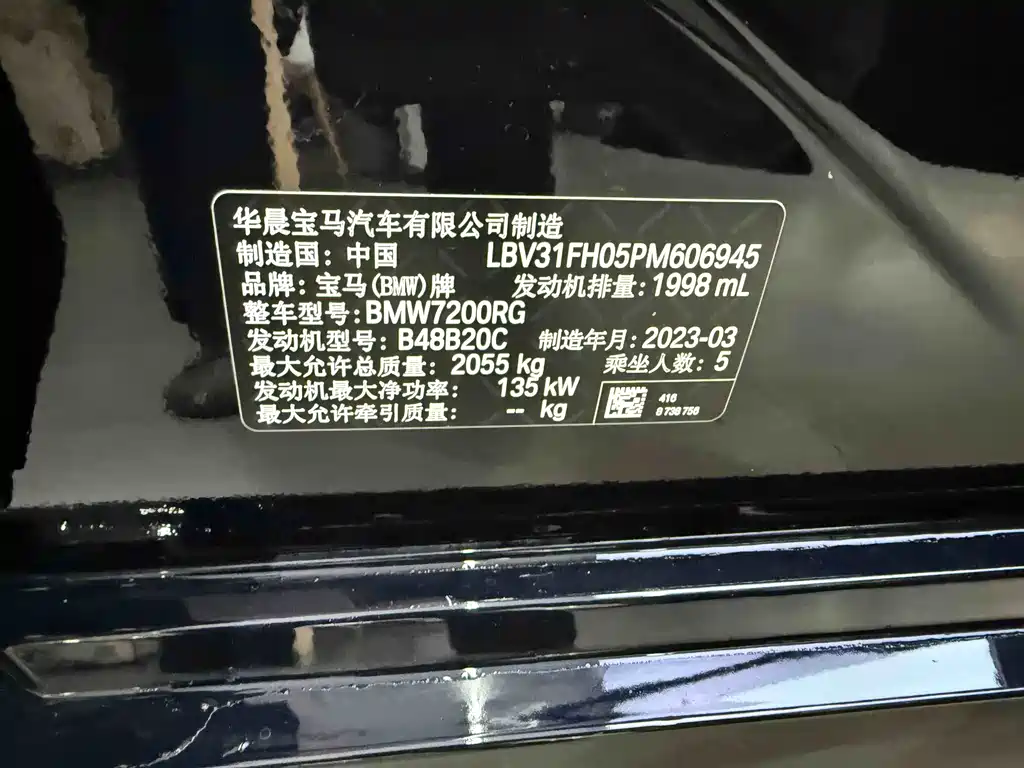 华晨宝马汽车有限公司制造
制造国：中国 LBV31FH05PM606945
品牌：宝马(BMW)牌 发动机排量：1998 mL
整车型号：BMW7200RG
发动机型号：B48B20C 制造年月：2023-03
最大允许总质量：2055 kg 乘坐人数：5
发动机最大净功率：135 kW
最大允许牵引质量：-- kg
416
8 738 758